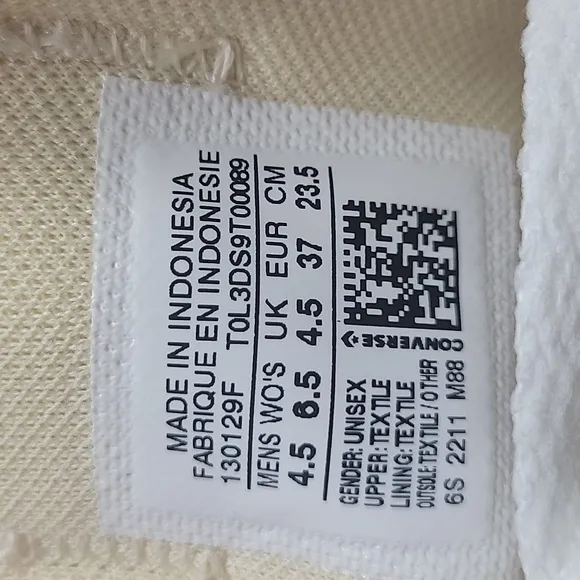 MADE IN INDONESIA
FABRIQUE EN INDONESIE
130129F T0L3DS9T00089
MENS WO'S UK EUR CM
4.5 6.5 4.5 37 23.5
CONVERSE
GENDER: UNISEX
UPPER: TEXTILE
LINING: TEXTILE
OUTSOLE: TEXTILE / OTHER
6S 2211 M88